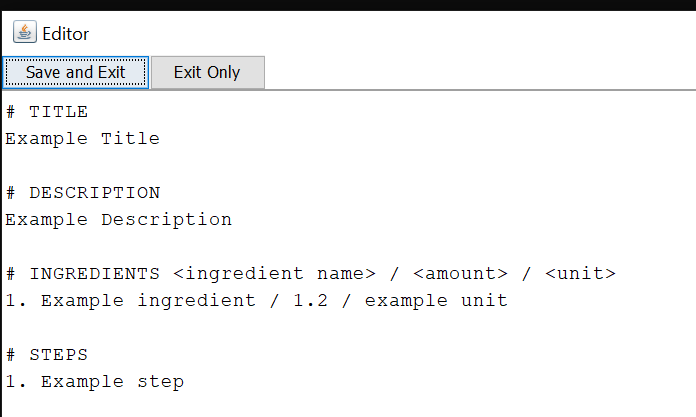 Editor
Save and Exit Exit Only
# TITLE
Example Title
# DESCRIPTION
Example Description
# INGREDIENTS <ingredient name> / <amount> / <unit>
1. Example ingredient / 1.2 / example unit
# STEPS
1. Example step